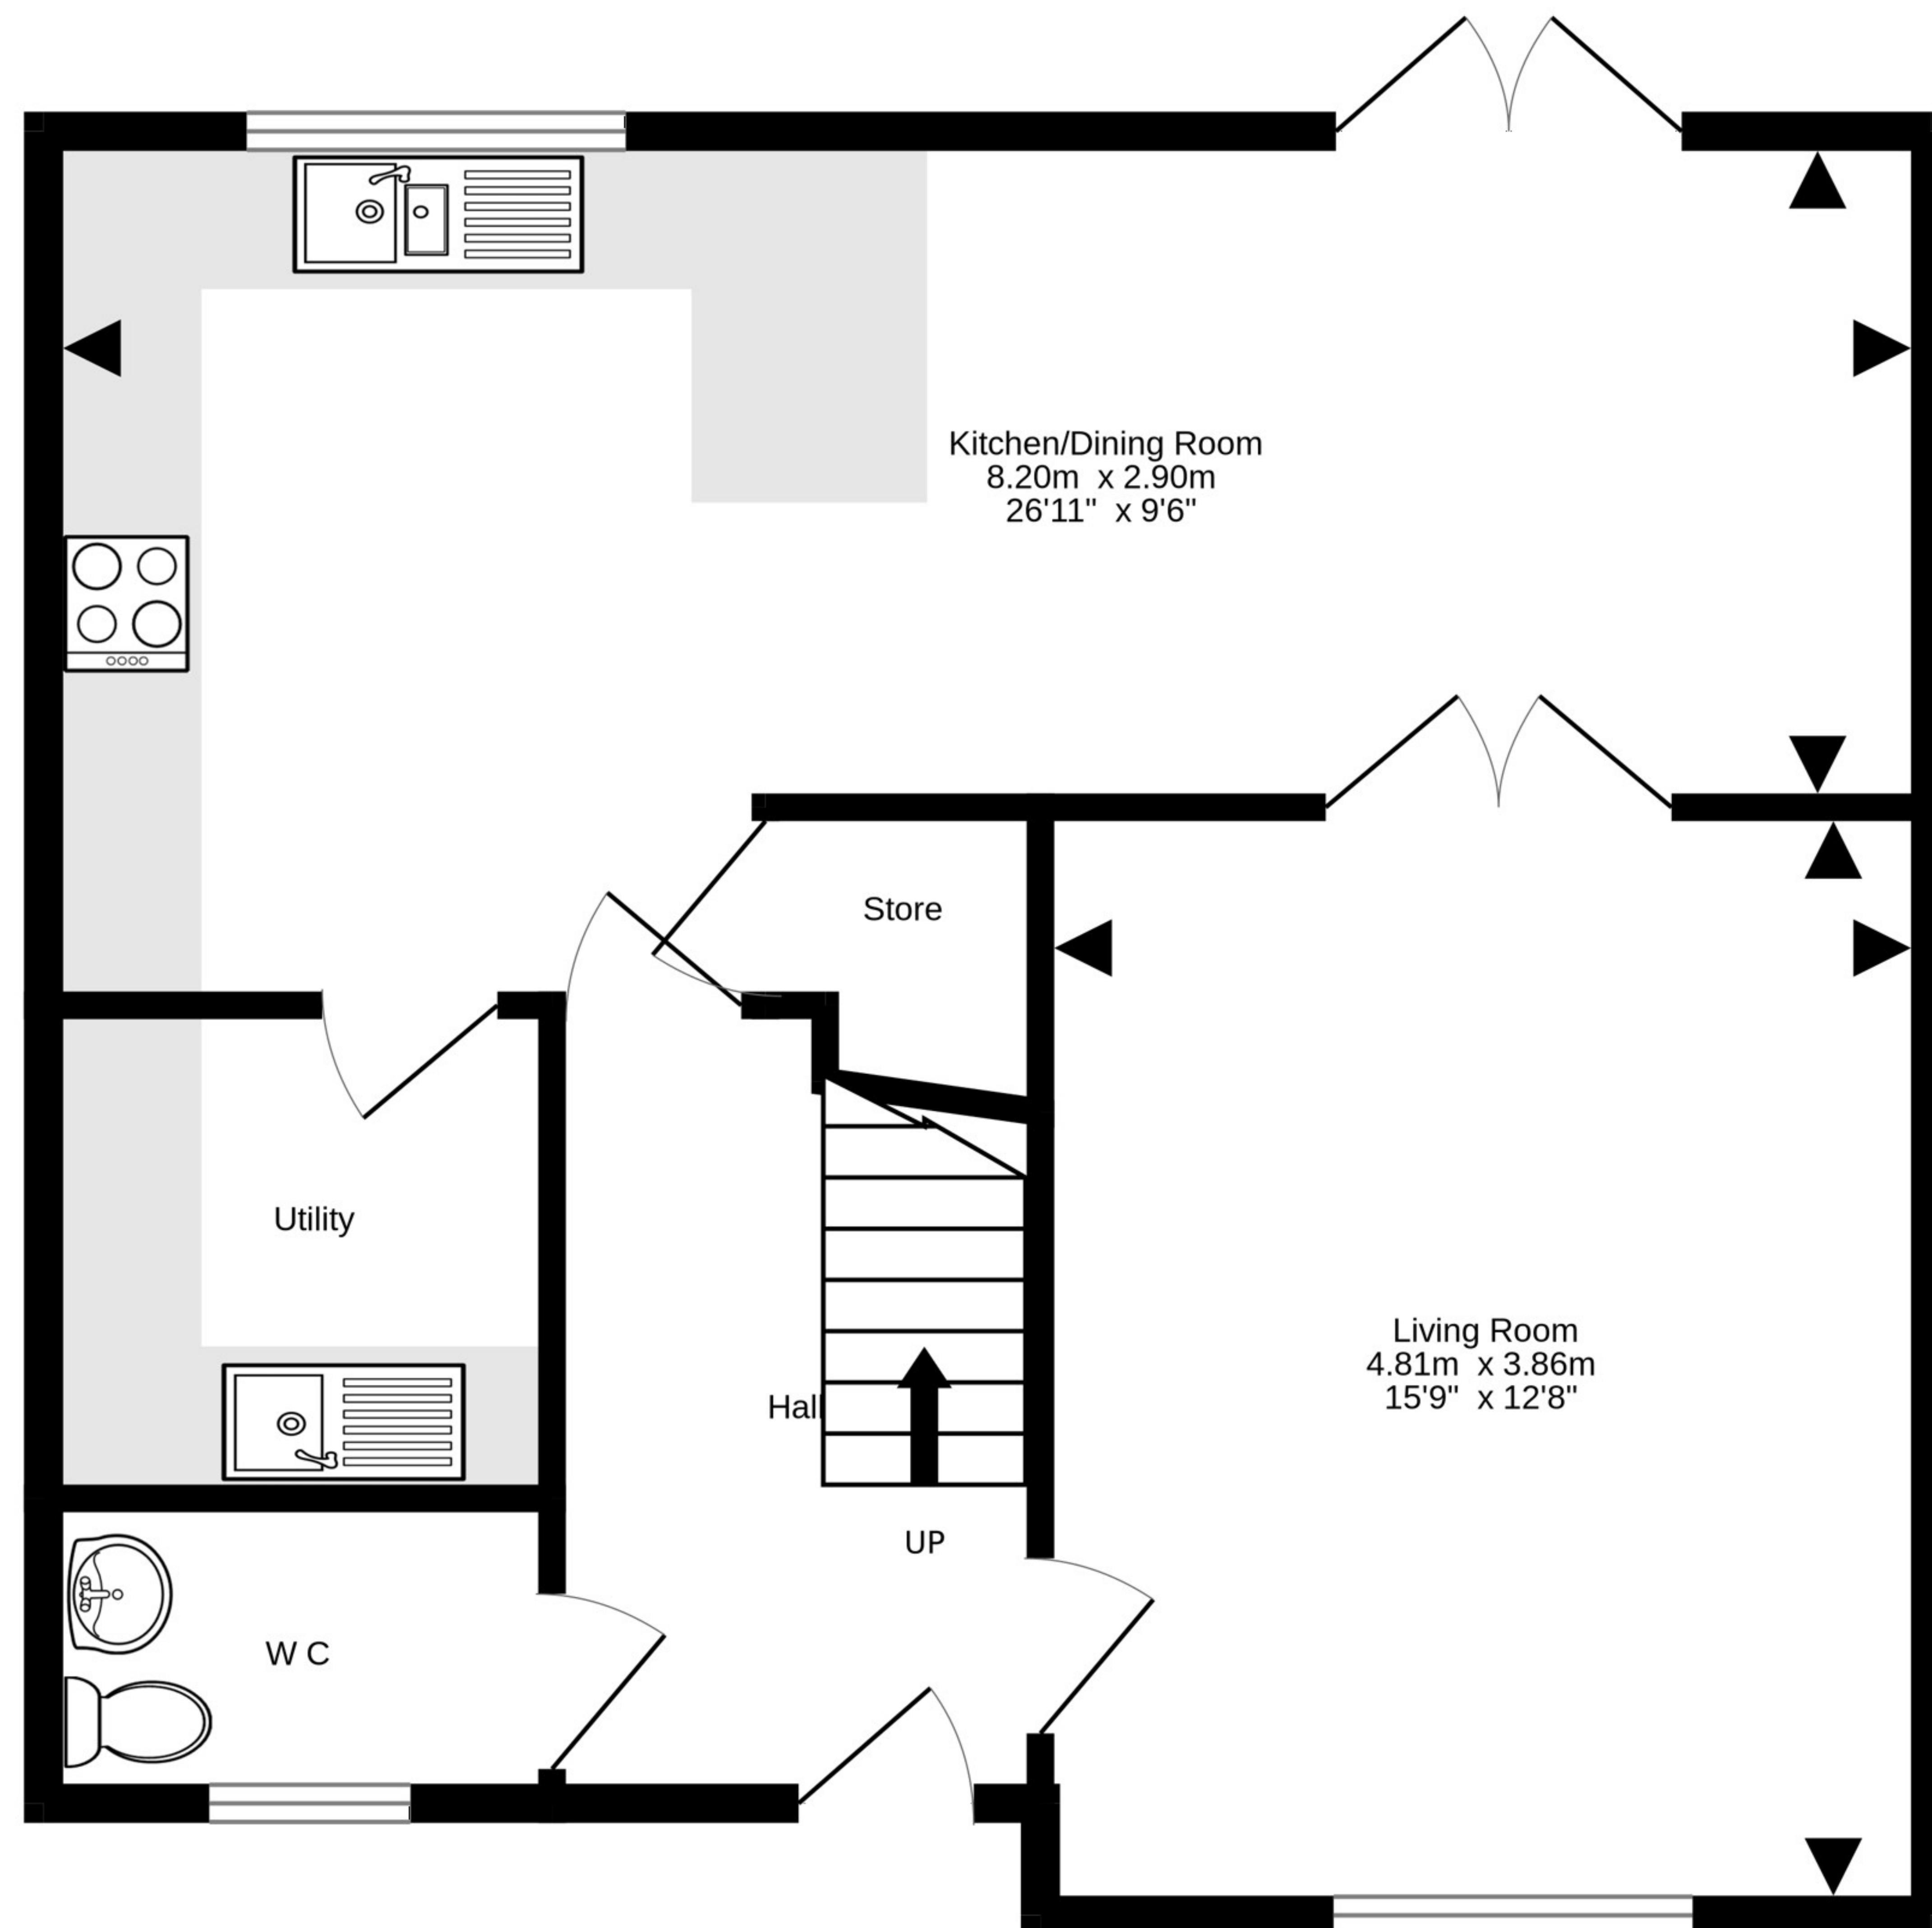 Kitchen/Dining Room
8.20m x 2.90m
26'11" x 9'6"
Store
Utility
Living Room
4.81m x 3.86m
15'9" x 12'8"
Hall
UP
W C